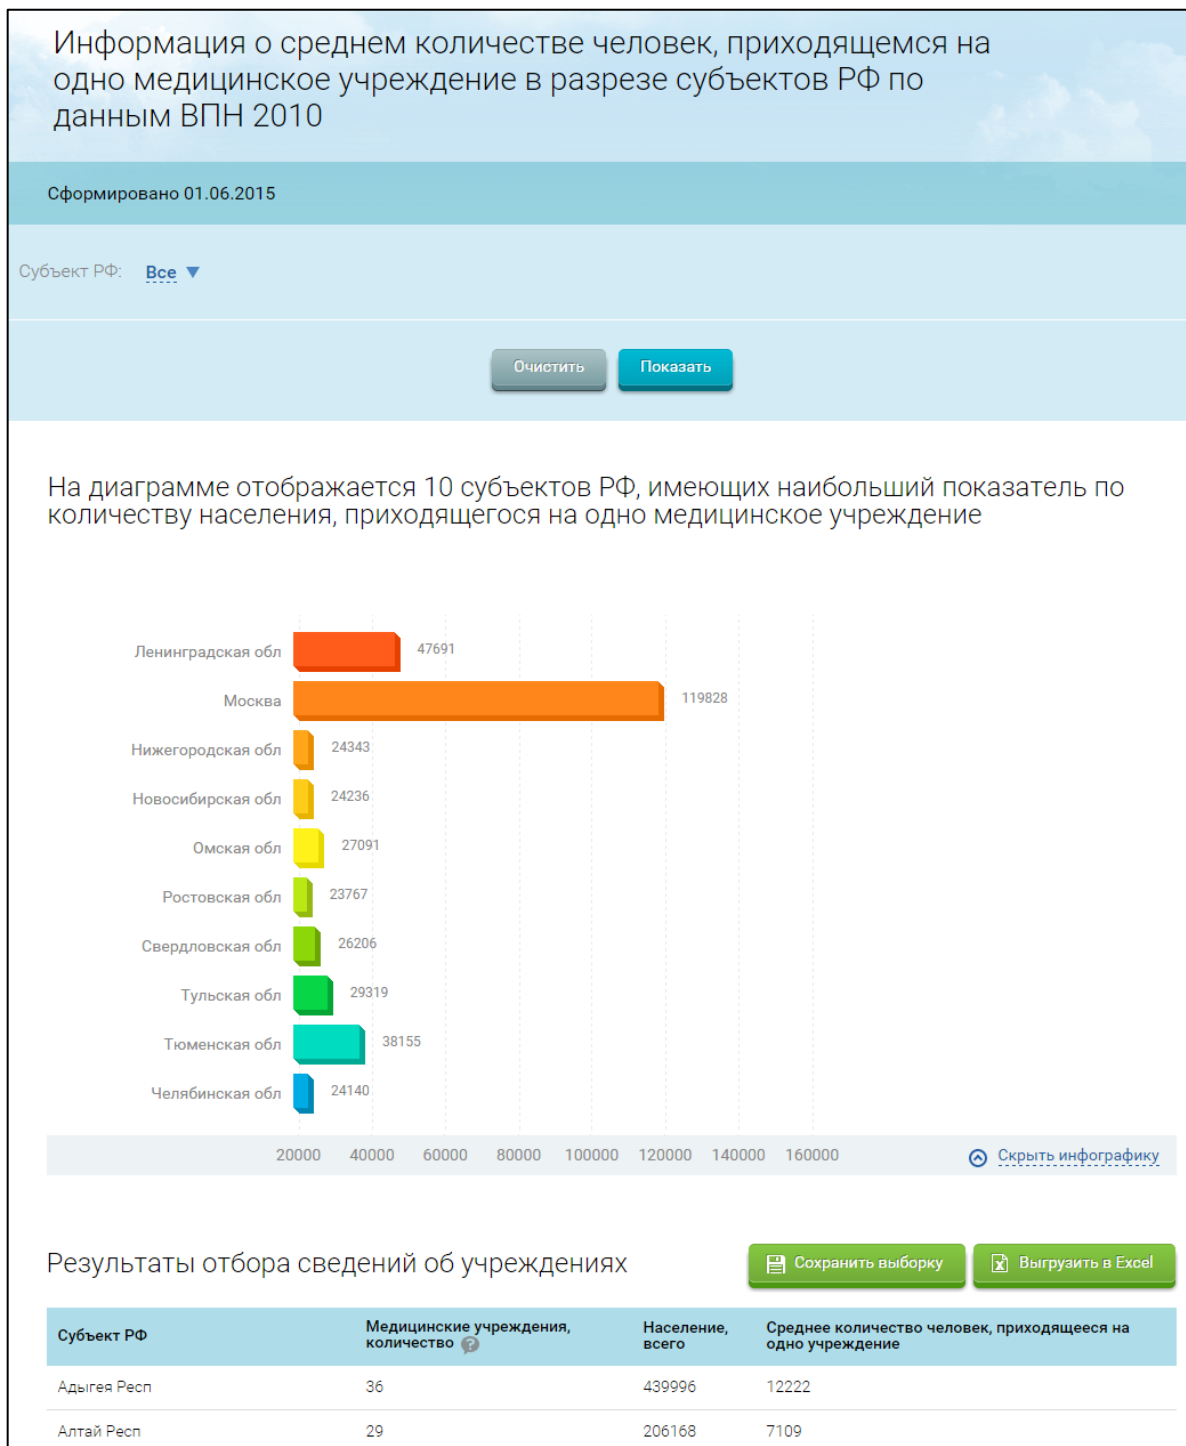 Информация о среднем количестве человек, приходящемся на
одно медицинское учреждение в разрезе субъектов РФ по
данным ВПН 2010
Сформировано 01.06.2015
Субъект РФ: Все
Очистить Показать
На диаграмме отображается 10 субъектов РФ, имеющих наибольший показатель по
количеству населения, приходящегося на одно медицинское учреждение
Ленинградская обл 47691
Москва 119828
Нижегородская обл 24343
Новосибирская обл 24236
Омская обл 27091
Ростовская обл 23767
Свердловская обл 26206
Тульская обл 29319
Тюменская обл 38155
Челябинская обл 24140
20000 40000 60000 80000 100000 120000 140000 160000 Скрыть инфографику
Результаты отбора сведений об учреждениях Сохранить выборку Выгрузить в Excel
Субъект РФ Медицинские учреждения, количество Население, всего Среднее количество человек, приходящееся на одно учреждение
Адыгея Респ 36 439996 12222
Алтай Респ 29 206168 7109